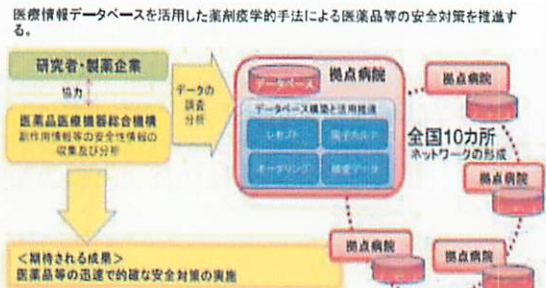 医療情報データベースを活用した薬剤疫学的手法による医薬品等の安全対策を推進す
る。
研究者・製薬企業
協力
医薬品医療機器総合機構
副作用情報等の安全性情報の
収集及び分析
データの
調査
分析
データベース
拠点病院
データベース構築と活用推進
レセプト
電子カルテ
オーダリング
検査データ
全国10カ所
ネットワークの形成
拠点病院
拠点病院
拠点病院
拠点病院
<期待される成果>
医薬品等の迅速で的確な安全対策の実施